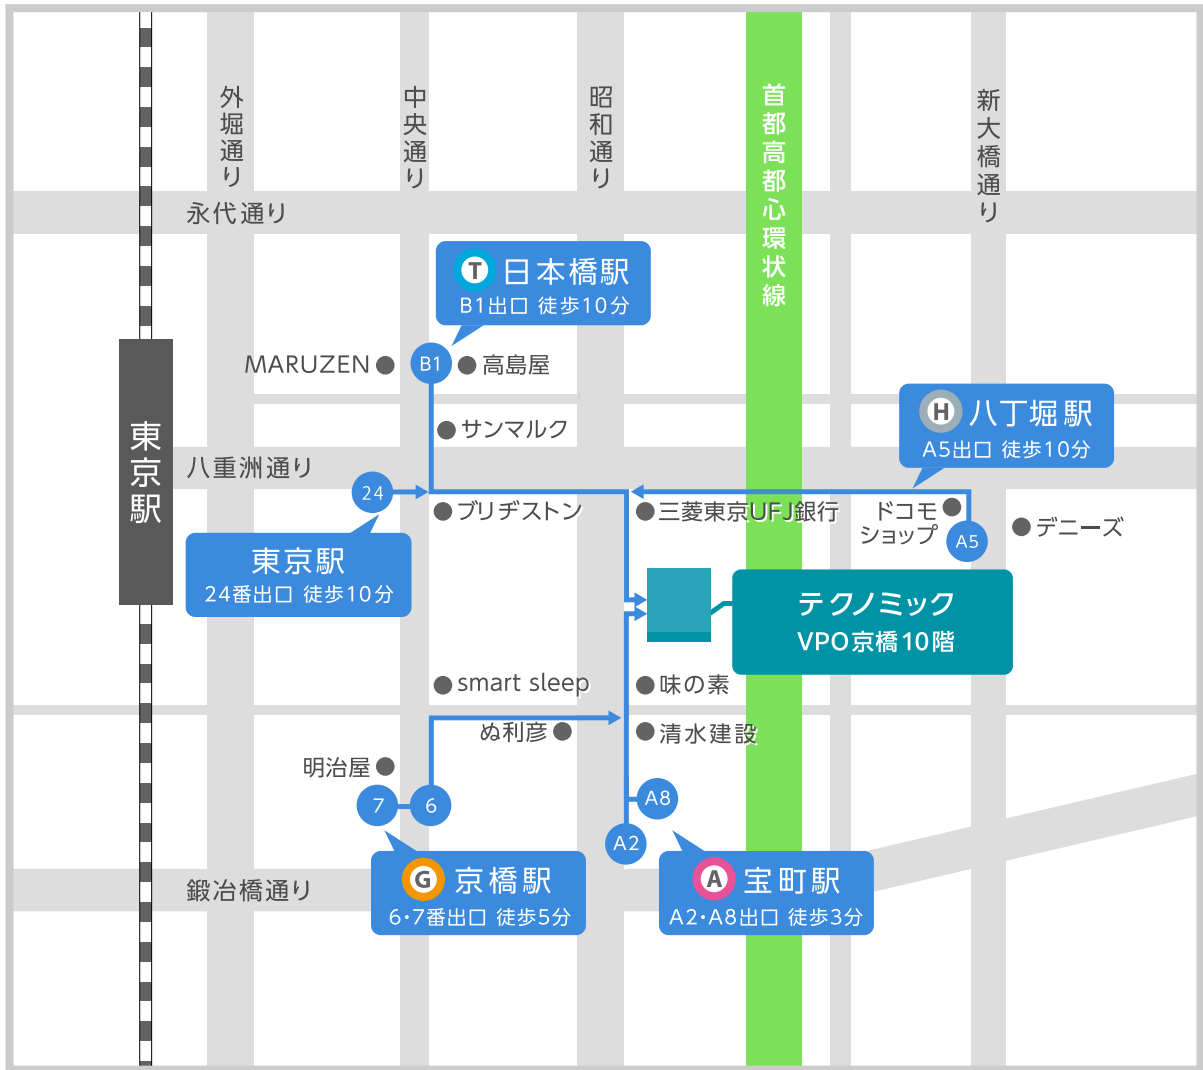 外堀通り
中央通り
昭和通り
首都高都心環状線
新大橋通り
永代通り
T 日本橋駅
B1出口 徒歩10分
MARUZEN
B1
高島屋
サンマルク
H 八丁堀駅
A5出口 徒歩10分
東京駅
八重洲通り
24
ブリヂストン
三菱東京UFJ銀行
ドコモ
ショップ
A5
デニーズ
東京駅
24番出口 徒歩10分
テクノミック
VPO京橋10階
smart sleep
味の素
ぬ利彦
清水建設
明治屋
7
6
A8
A2
鍛冶橋通り
G 京橋駅
6・7番出口 徒歩5分
A 宝町駅
A2・A8出口 徒歩3分